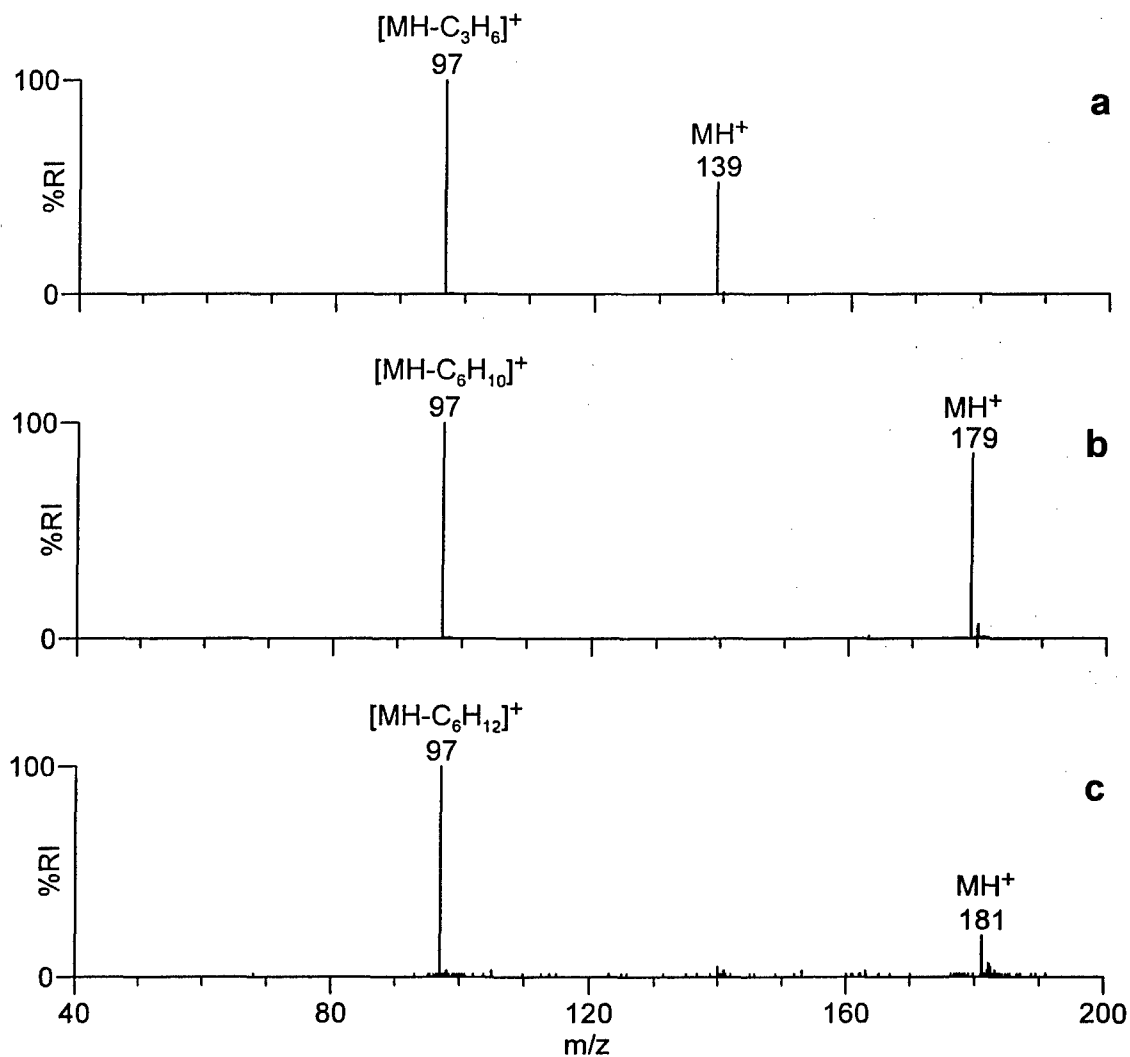 [MH-C₃H₆]⁺
97
100
a
MH⁺
139
%RI
0
[MH-C₆H₁₀]⁺
97
MH⁺
179
100
b
%RI
0
[MH-C₆H₁₂]⁺
97
100
c
%RI
MH⁺
181
0
40 80 120 160 200
m/z